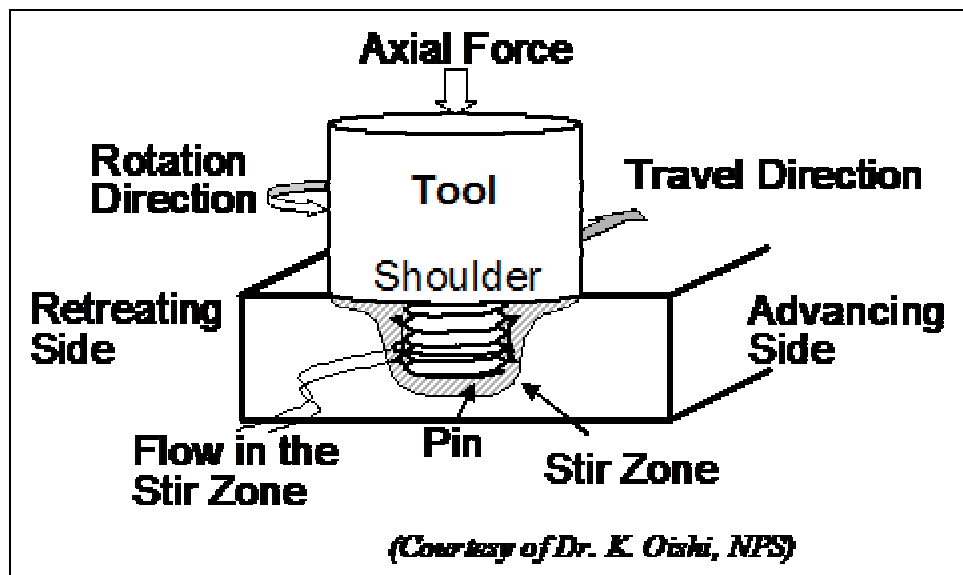 Axial Force
Rotation
Direction
Tool
Travel Direction
Shoulder
Retreating
Side
Advancing
Side
Flow in the
Stir Zone
Pin
Stir Zone
(Courtesy of Dr. K. Oishi, NPS)